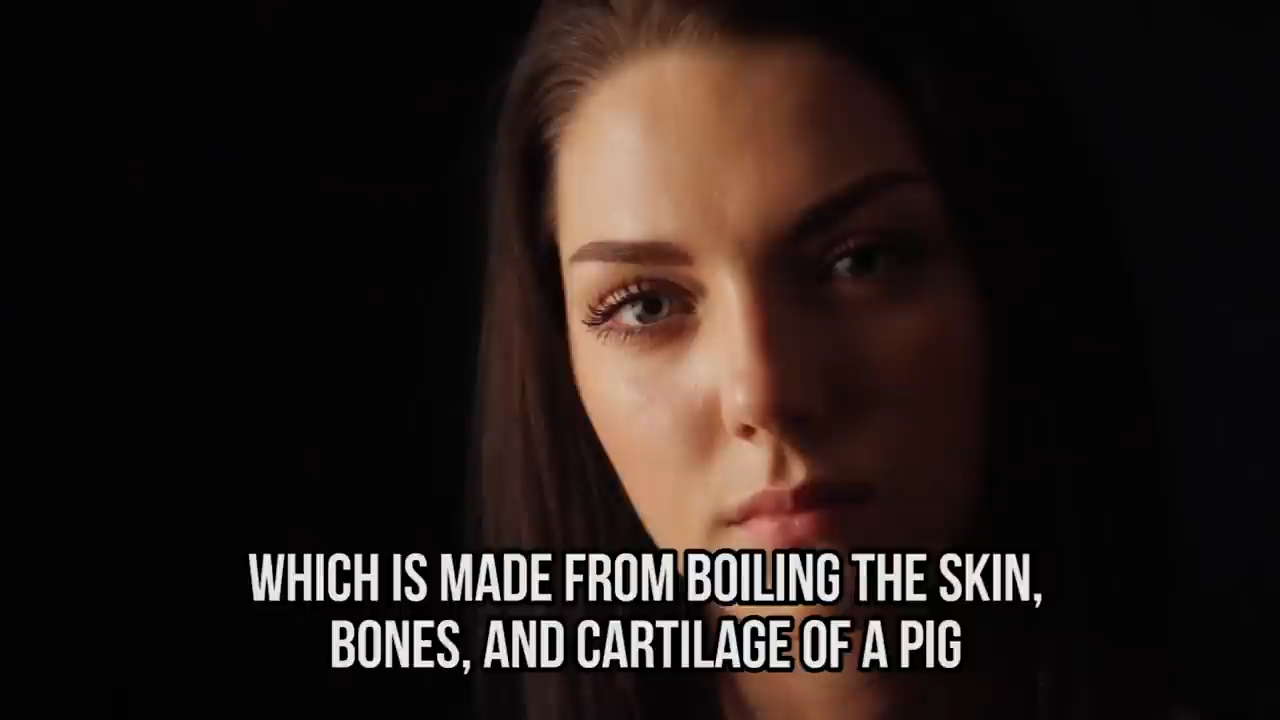 WHICH IS MADE FROM BOILING THE SKIN,
BONES, AND CARTILAGE OF A PIG